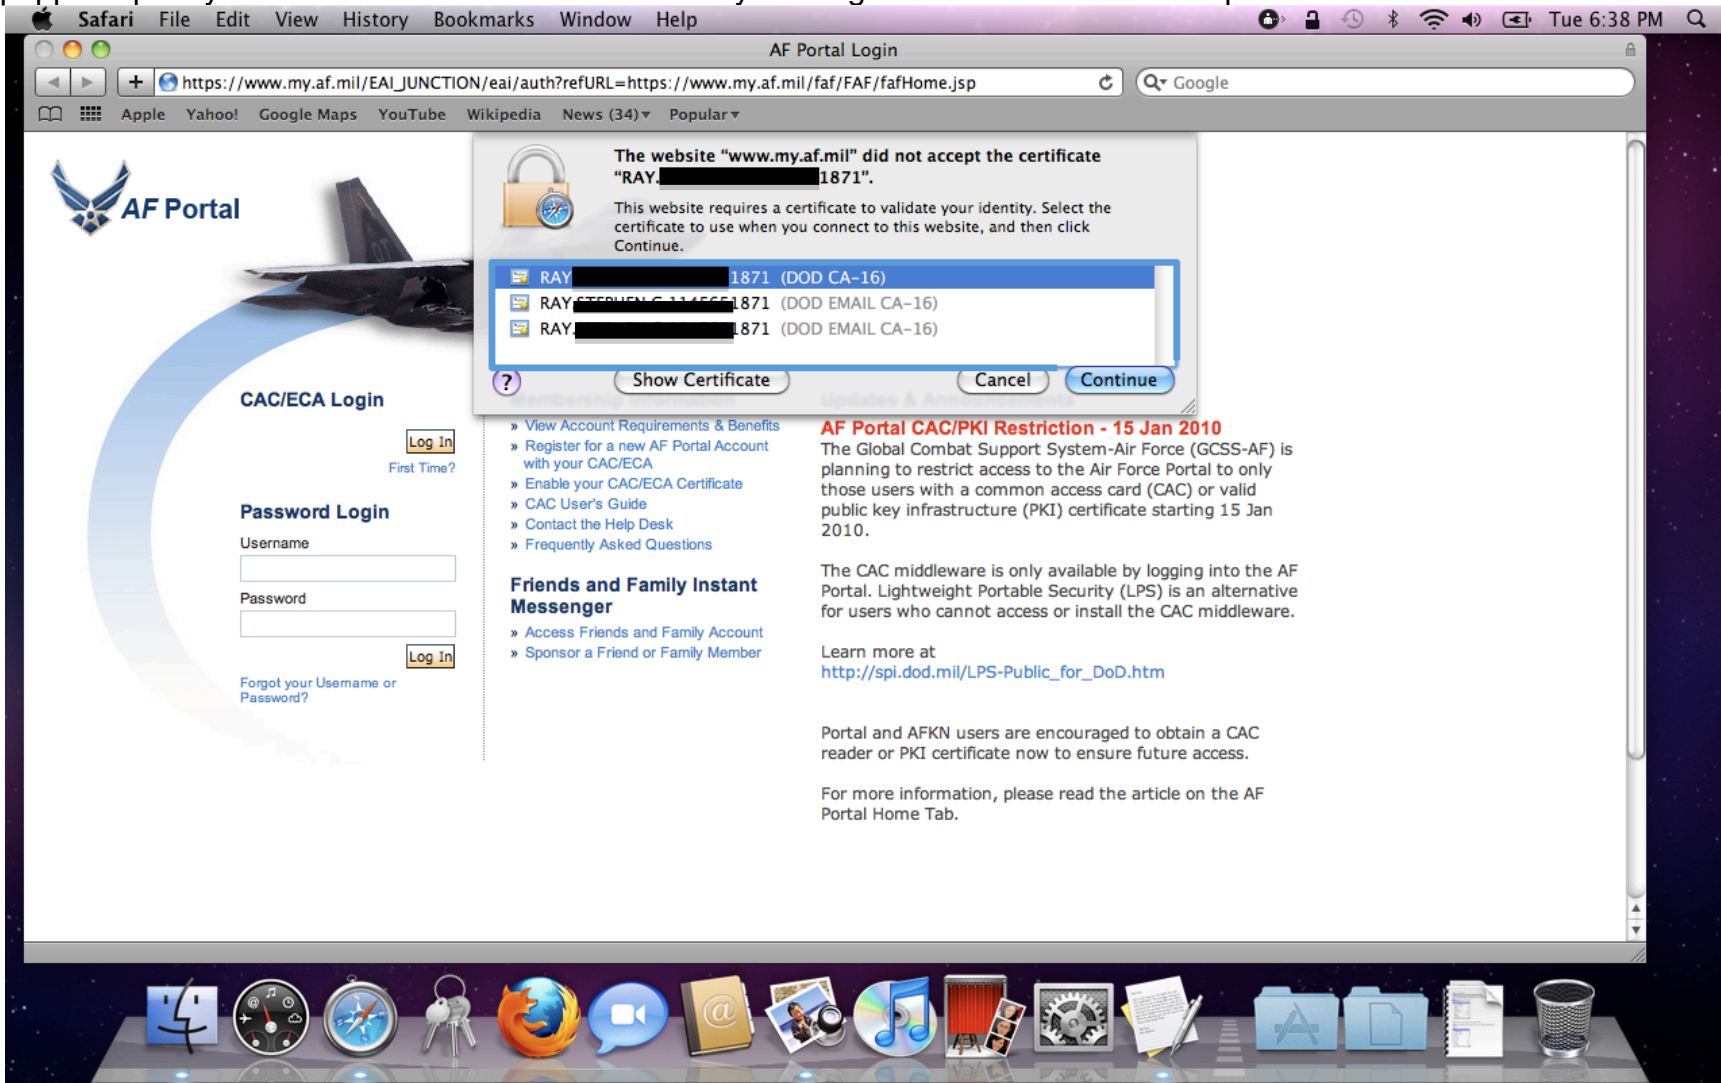 Safari File Edit View History Bookmarks Window Help Tue 6:38 PM
AF Portal Login
https://www.my.af.mil/EAI_JUNCTION/eai/auth?refURL=https://www.my.af.mil/faf/FAF/fafHome.jsp Google
Apple Yahoo! Google Maps YouTube Wikipedia News (34) Popular
AF Portal
The website “www.my.af.mil” did not accept the certificate
“RAY. 1871”.
This website requires a certificate to validate your identity. Select the
certificate to use when you connect to this website, and then click
Continue.
RAY 1871 (DOD CA-16)
RAY. 1871 (DOD EMAIL CA-16)
RAY. 1871 (DOD EMAIL CA-16)
? Show Certificate Cancel Continue
CAC/ECA Login
Log In
First Time?
Password Login
Username
Password
Log In
Forgot your Username or
Password?
Membership Information
» View Account Requirements & Benefits
» Register for a new AF Portal Account
with your CAC/ECA
» Enable your CAC/ECA Certificate
» CAC User's Guide
» Contact the Help Desk
» Frequently Asked Questions
Friends and Family Instant
Messenger
» Access Friends and Family Account
» Sponsor a Friend or Family Member
Updates & Announcements
AF Portal CAC/PKI Restriction - 15 Jan 2010
The Global Combat Support System-Air Force (GCSS-AF) is
planning to restrict access to the Air Force Portal to only
those users with a common access card (CAC) or valid
public key infrastructure (PKI) certificate starting 15 Jan
2010.
The CAC middleware is only available by logging into the AF
Portal. Lightweight Portable Security (LPS) is an alternative
for users who cannot access or install the CAC middleware.
Learn more at
http://spi.dod.mil/LPS-Public_for_DoD.htm
Portal and AFKN users are encouraged to obtain a CAC
reader or PKI certificate now to ensure future access.
For more information, please read the article on the AF
Portal Home Tab.